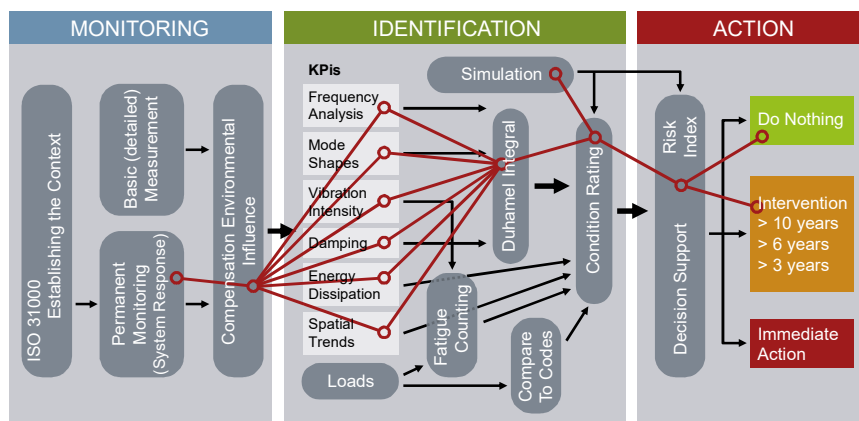 MONITORING
ISO 31000
Establishing the Context
Basic (detailed)
Measurement
Permanent
Monitoring
(System Response)
Compensation Environmental
Influence
IDENTIFICATION
KPis
Frequency
Analysis
Mode
Shapes
Vibration
Intensity
Damping
Energy
Dissipation
Spatial
Trends
Loads
Simulation
Duhamel Integral
Fatigue
Counting
Compare
To Codes
Condition Rating
ACTION
Risk
Index
Decision Support
Do Nothing
Intervention
> 10 years
> 6 years
> 3 years
Immediate
Action